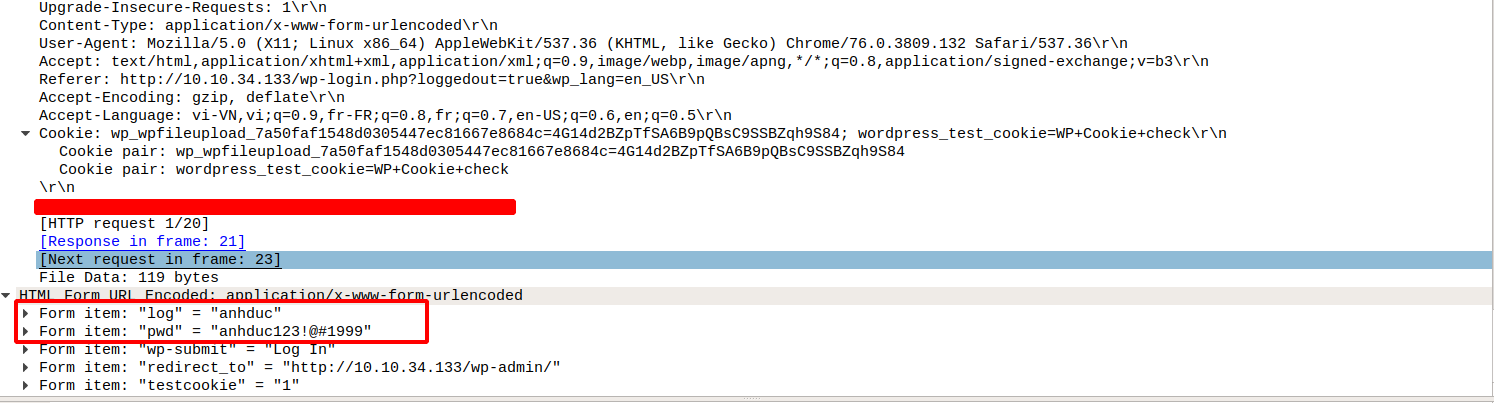 Upgrade-Insecure-Requests: 1\r\n
Content-Type: application/x-www-form-urlencoded\r\n
User-Agent: Mozilla/5.0 (X11; Linux x86_64) AppleWebKit/537.36 (KHTML, like Gecko) Chrome/76.0.3809.132 Safari/537.36\r\n
Accept: text/html,application/xhtml+xml,application/xml;q=0.9,image/webp,image/apng,*/*;q=0.8,application/signed-exchange;v=b3\r\n
Referer: http://10.10.34.133/wp-login.php?loggedout=true&wp_lang=en_US\r\n
Accept-Encoding: gzip, deflate\r\n
Accept-Language: vi-VN,vi;q=0.9,fr-FR;q=0.8,fr;q=0.7,en-US;q=0.6,en;q=0.5\r\n
Cookie: wp_wpfileupload_7a50faf1548d0305447ec81667e8684c=4G14d2BZpTfSA6B9pQBsC9SSBZqh9S84; wordpress_test_cookie=WP+Cookie+check\r\n
Cookie pair: wp_wpfileupload_7a50faf1548d0305447ec81667e8684c=4G14d2BZpTfSA6B9pQBsC9SSBZqh9S84
Cookie pair: wordpress_test_cookie=WP+Cookie+check
\r\n
[HTTP request 1/20]
[Response in frame: 21]
[Next request in frame: 23]
File Data: 119 bytes
HTML Form URL Encoded: application/x-www-form-urlencoded
Form item: "log" = "anhduc"
Form item: "pwd" = "anhduc123!@#1999"
Form item: "wp-submit" = "Log In"
Form item: "redirect_to" = "http://10.10.34.133/wp-admin/"
Form item: "testcookie" = "1"